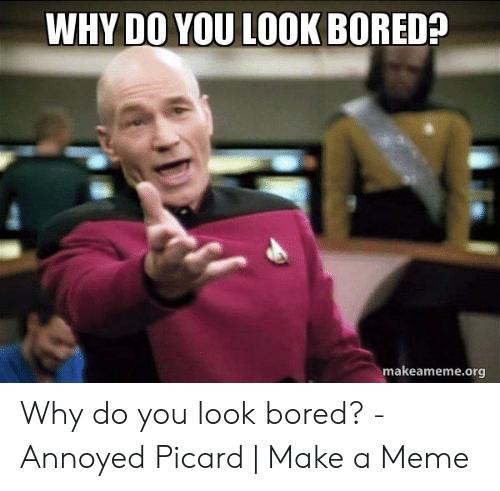 WHY DO YOU LOOK BORED?
makeameme.org
Why do you look bored? -
Annoyed Picard | Make a Meme